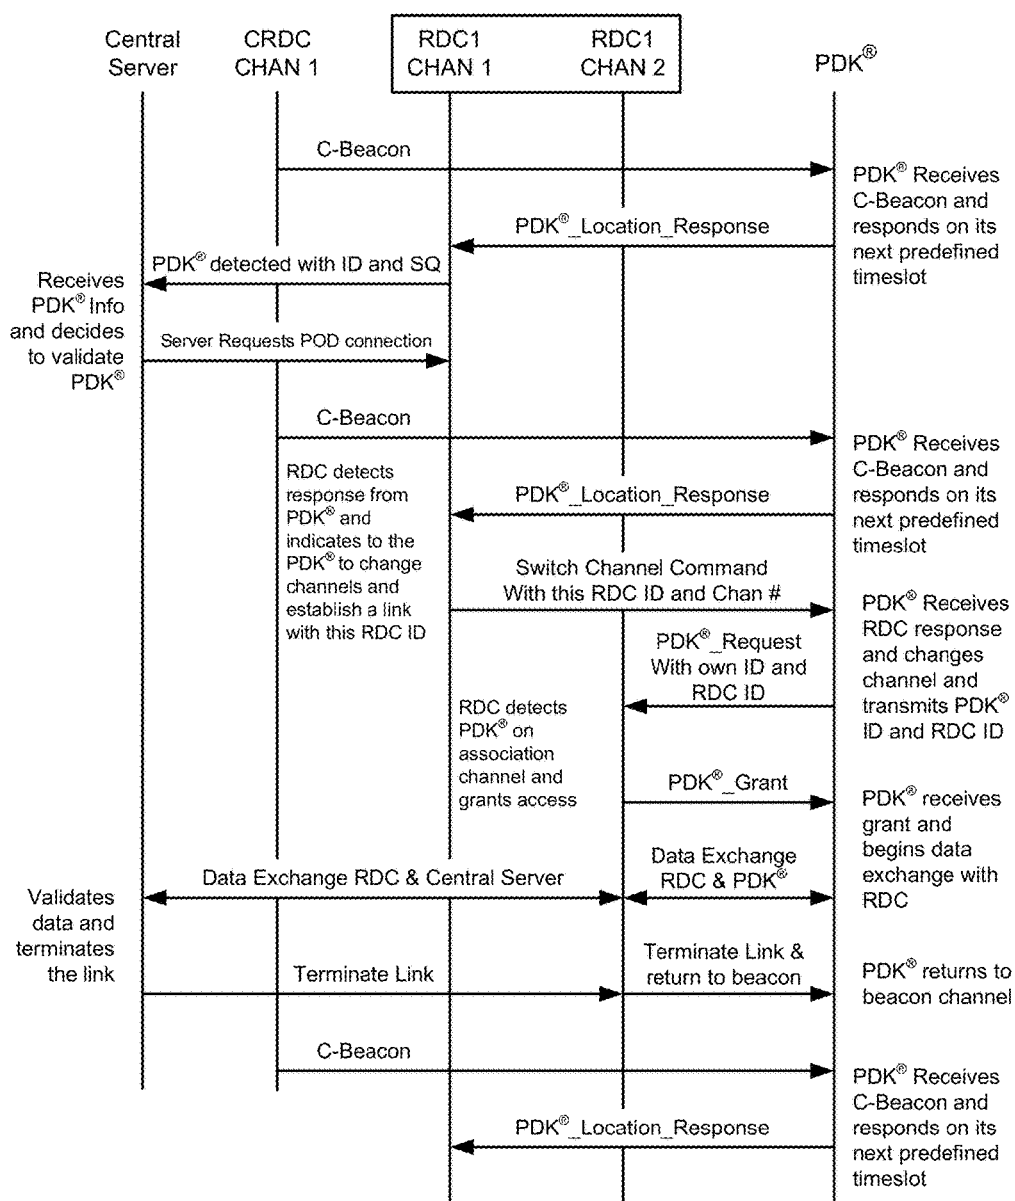 Central
Server
CRDC
CHAN 1
RDC1
CHAN 1
RDC1
CHAN 2
PDK®
C-Beacon
PDK® Receives
C-Beacon and
responds on its
next predefined
timeslot
PDK®_Location_Response
PDK® detected with ID and SQ
Receives
PDK® Info
and decides
to validate
PDK®
Server Requests POD connection
C-Beacon
PDK® Receives
C-Beacon and
responds on its
next predefined
timeslot
RDC detects
response from
PDK® and
indicates to the
PDK® to change
channels and
establish a link
with this RDC ID
PDK®_Location_Response
Switch Channel Command
With this RDC ID and Chan #
PDK® Receives
RDC response
and changes
channel and
transmits PDK®
ID and RDC ID
PDK®_Request
With own ID and
RDC ID
RDC detects
PDK® on
association
channel and
grants access
PDK®_Grant
PDK® receives
grant and
begins data
exchange with
RDC
Data Exchange RDC & Central Server
Data Exchange
RDC & PDK®
Validates
data and
terminates
the link
Terminate Link
Terminate Link &
return to beacon
PDK® returns to
beacon channel
C-Beacon
PDK® Receives
C-Beacon and
responds on its
next predefined
timeslot
PDK®_Location_Response